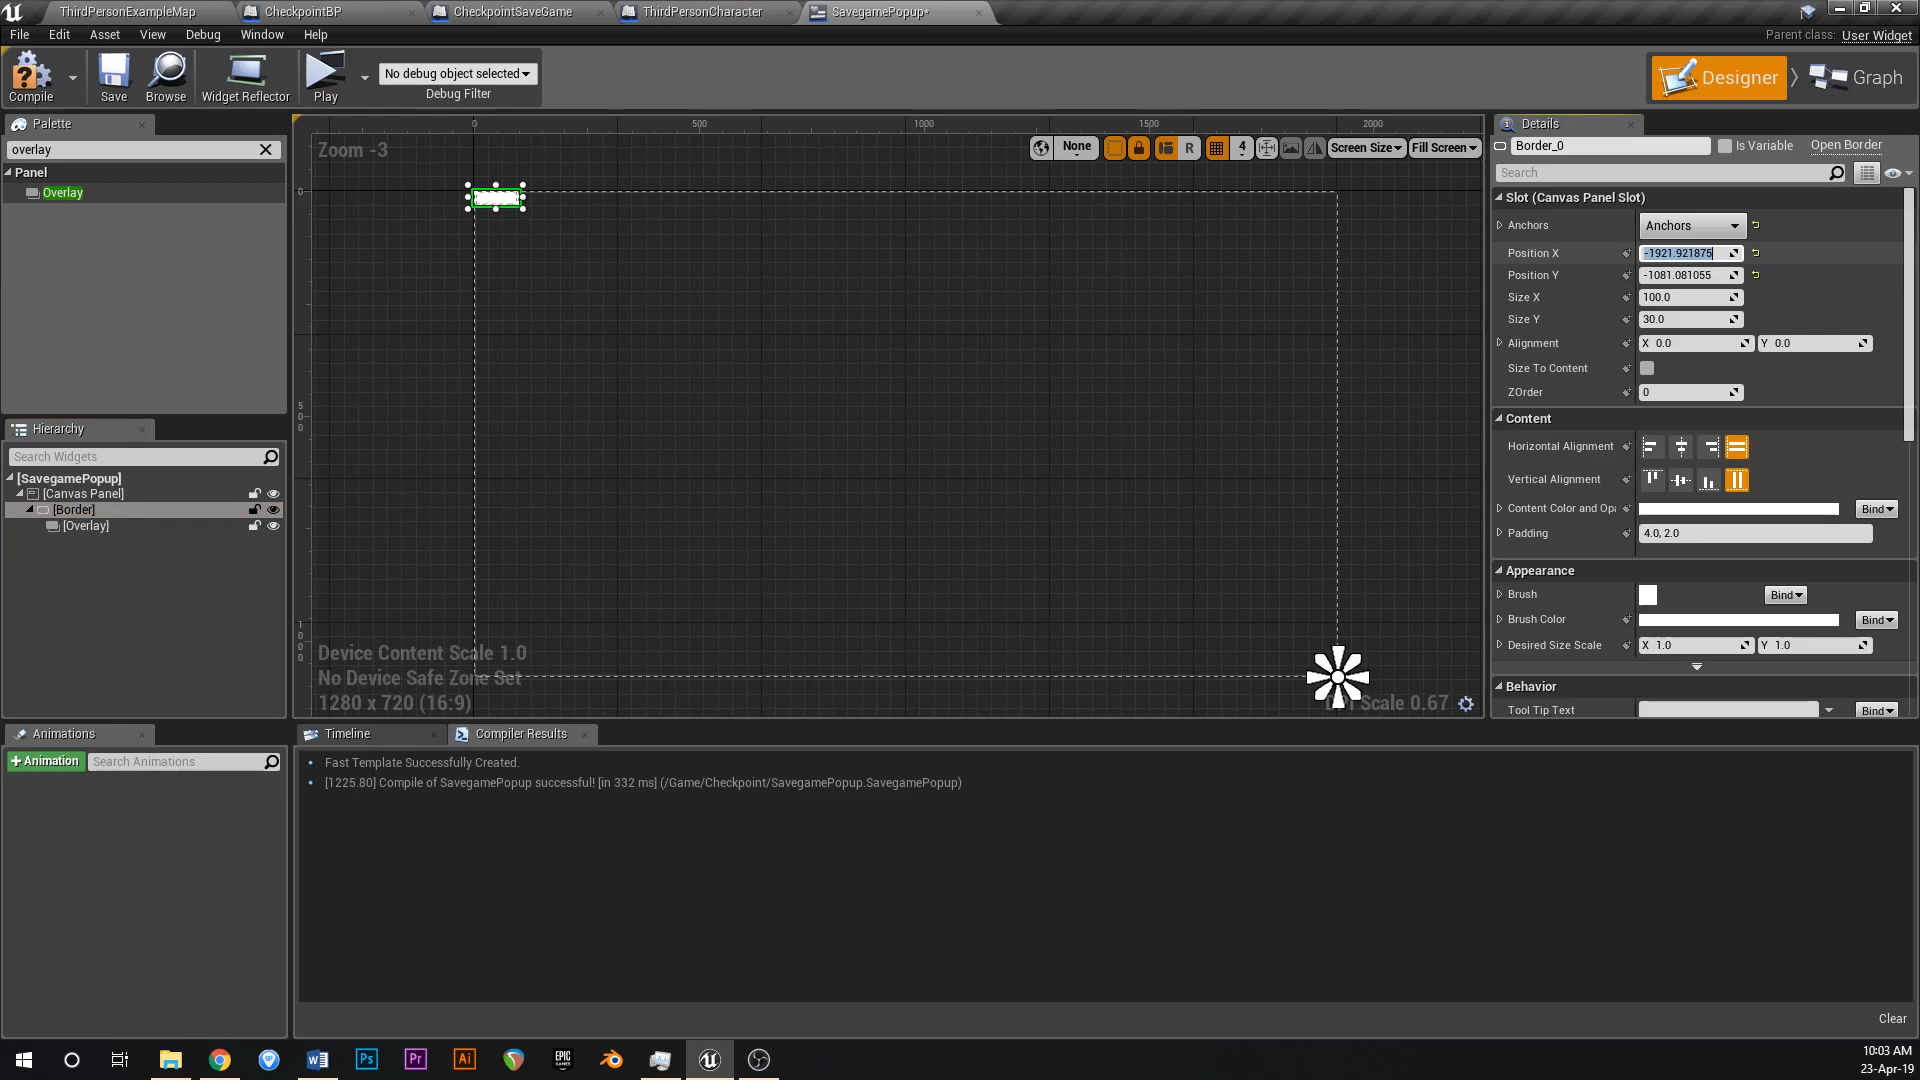 ThirdPersonExampleMap
CheckpointBP
CheckpointSaveGame
ThirdPersonCharacter
SavegamePopup*
File Edit Asset View Debug Window Help
Parent class: User Widget
Compile
Save
Browse
Widget Reflector
Play
No debug object selected
Debug Filter
Designer
Graph
Palette
overlay
Panel
Overlay
Hierarchy
Search Widgets
[SavegamePopup]
[Canvas Panel]
[Border]
[Overlay]
0 500 1000 1500 2000
Zoom -3
None
R
4
Screen Size
Fill Screen
0
500
1000
Device Content Scale 1.0
No Device Safe Zone Set
1280 x 720 (16:9)
Scale 0.67
Details
Border_0
Is Variable
Open Border
Search
Slot (Canvas Panel Slot)
Anchors Anchors
Position X -1921.921875
Position Y -1081.081055
Size X 100.0
Size Y 30.0
Alignment X 0.0 Y 0.0
Size To Content
ZOrder 0
Content
Horizontal Alignment
Vertical Alignment
Content Color and Opa Bind
Padding 4.0, 2.0
Appearance
Brush Bind
Brush Color Bind
Desired Size Scale X 1.0 Y 1.0
Behavior
Tool Tip Text Bind
Animations
+Animation
Search Animations
Timeline
Compiler Results
Fast Template Successfully Created.
[1225.80] Compile of SavegamePopup successful! [in 332 ms] (/Game/Checkpoint/SavegamePopup.SavegamePopup)
Clear
Ps
Pr
Ai
EPIC
GAMES
10:03 AM
23-Apr-19